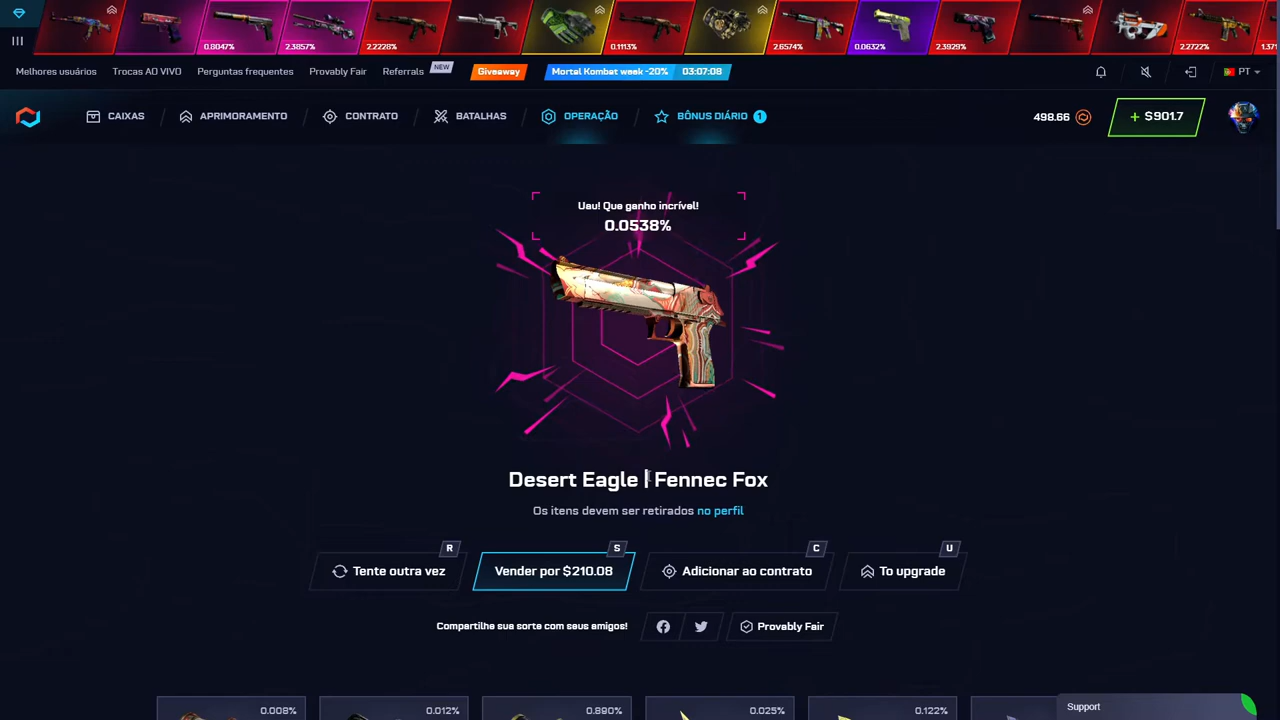 0.8047%
2.3857%
2.2228%
0.1113%
2.6574%
0.0632%
2.3929%
2.2722%
1.371
Melhores usuários
Trocas AO VIVO
Perguntas frequentes
Provably Fair
Referrals
NEW
Giveaway
Mortal Kombat week -20%
03:07:08
PT
CAIXAS
APRIMORAMENTO
CONTRATO
BATALHAS
OPERAÇÃO
BÔNUS DIÁRIO
1
498.66
+ $901.7
Uau! Que ganho incrível!
0.0538%
Desert Eagle | Fennec Fox
Os itens devem ser retirados no perfil
R
S
C
U
Tente outra vez
Vender por $210.08
Adicionar ao contrato
To upgrade
Compartilhe sua sorte com seus amigos!
Provably Fair
0.008%
0.012%
0.890%
0.025%
0.122%
Support